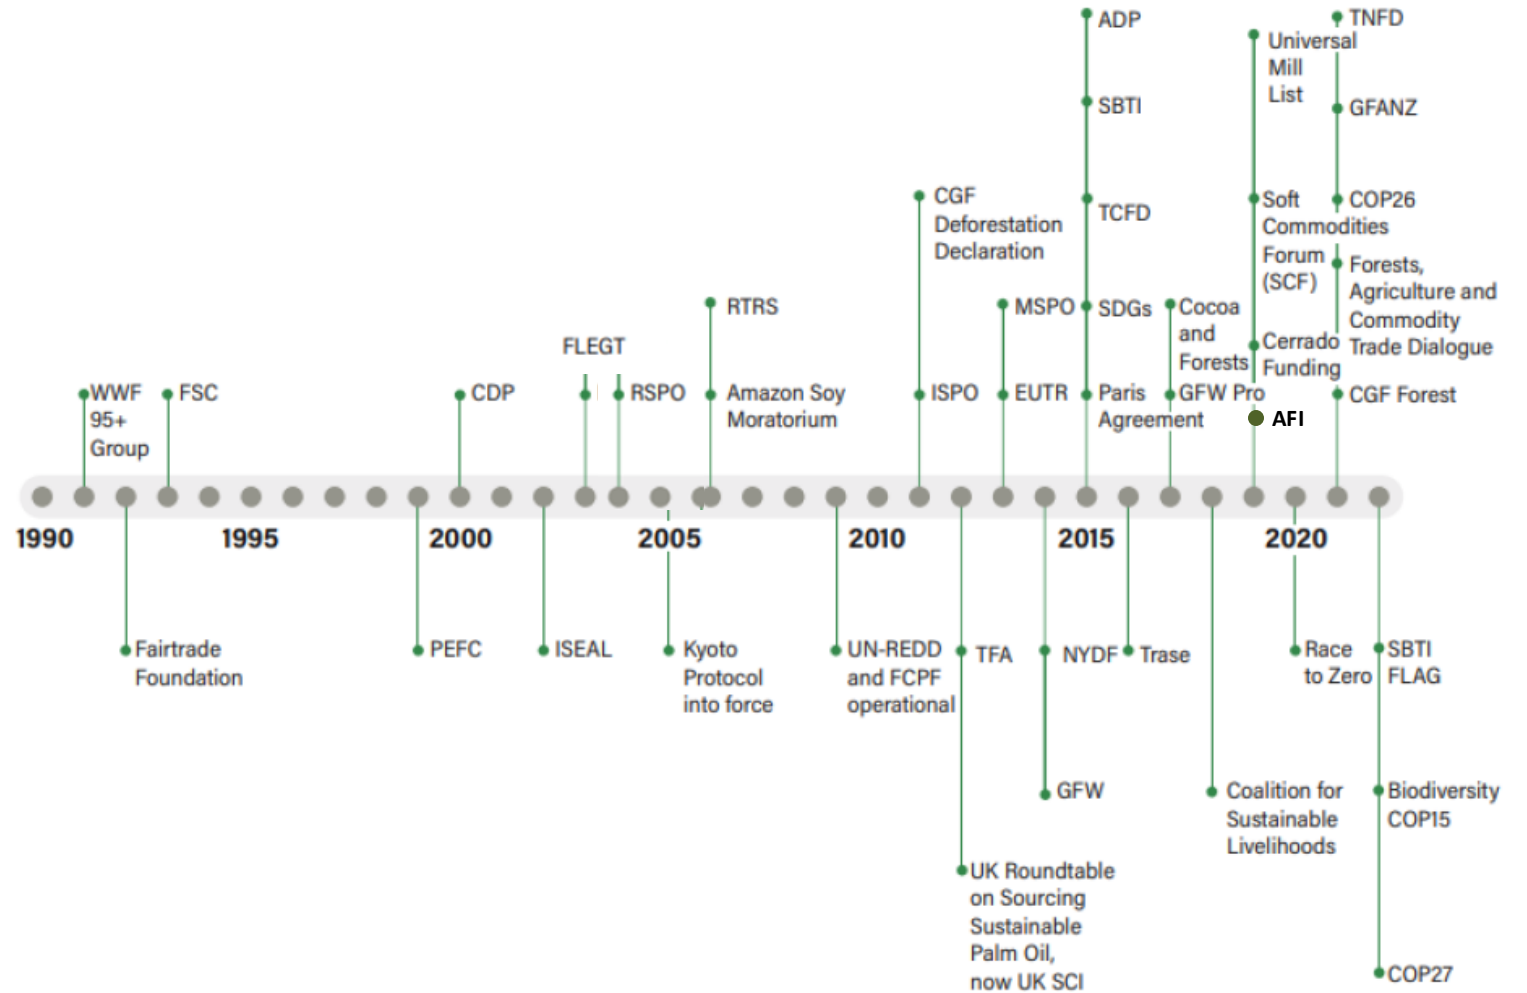 ADP
TNFD
Universal
Mill
List
SBTI
GFANZ
CGF
Deforestation
Declaration
TCFD
Soft
Commodities
Forum
(SCF)
COP26
Forests,
Agriculture and
Commodity
Trade Dialogue
RTRS
MSPO
SDGs
Cocoa
and
Forests
Cerrado
Funding
FLEGT
WWF
95+
Group
FSC
CDP
RSPO
Amazon Soy
Moratorium
ISPO
EUTR
Paris
Agreement
GFW Pro
CGF Forest
AFI
1990
1995
2000
2005
2010
2015
2020
Fairtrade
Foundation
PEFC
ISEAL
Kyoto
Protocol
into force
UN-REDD
and FCPF
operational
TFA
NYDF
Trase
Race
to Zero
SBTI
FLAG
GFW
Coalition for
Sustainable
Livelihoods
Biodiversity
COP15
UK Roundtable
on Sourcing
Sustainable
Palm Oil,
now UK SCI
COP27